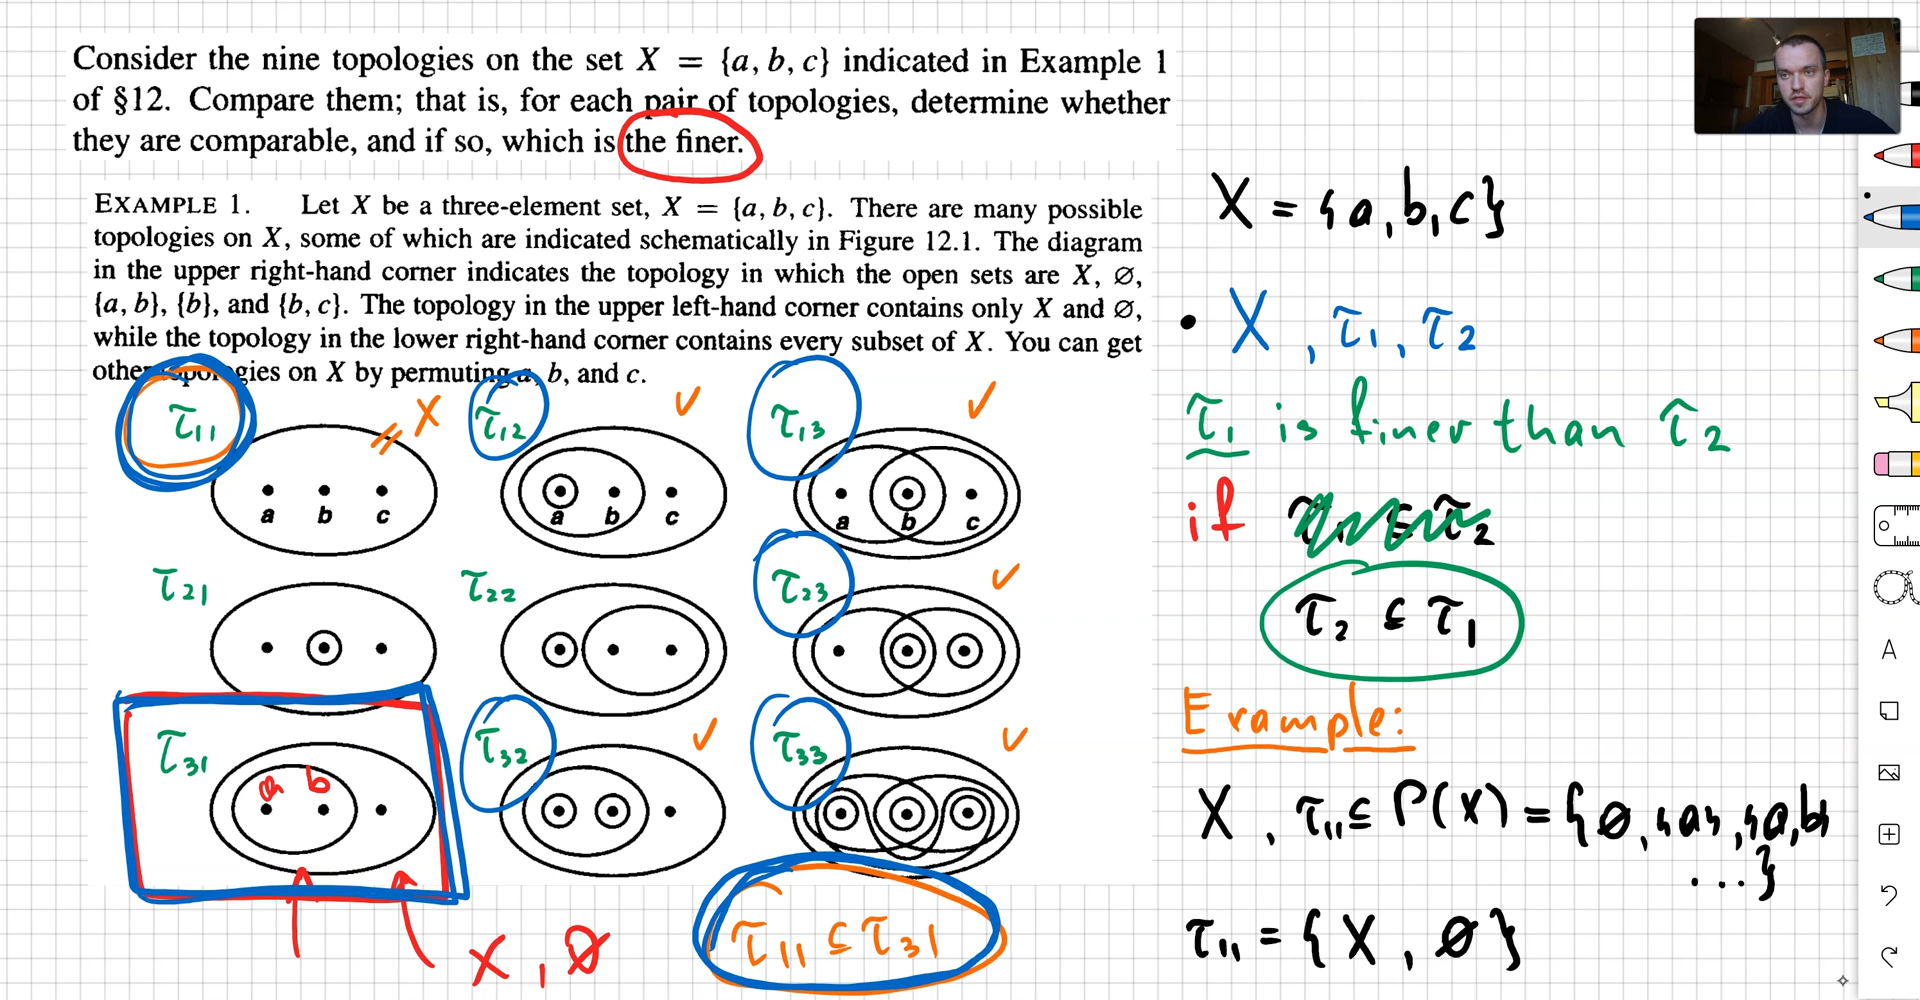 Consider the nine topologies on the set X = {a, b, c} indicated in Example 1
of §12. Compare them; that is, for each pair of topologies, determine whether
they are comparable, and if so, which is the finer.
EXAMPLE 1. Let X be a three-element set, X = {a, b, c}. There are many possible
topologies on X, some of which are indicated schematically in Figure 12.1. The diagram
in the upper right-hand corner indicates the topology in which the open sets are X, ∅,
{a, b}, {b}, and {b, c}. The topology in the upper left-hand corner contains only X and ∅,
while the topology in the lower right-hand corner contains every subset of X. You can get
other topologies on X by permuting a, b, and c.
τ11 X τ12 ✓ τ13 ✓
a b c a b c a b c
τ21 τ22 τ23 ✓
τ31 τ32 ✓ τ33 ✓
a b
X, ∅
τ11 ⊆ τ31
X = {a, b, c}
• X, τ1, τ2
τ1 is finer than τ2
if
τ2 ⊆ τ1
Example:
X, τ11 ⊆ P(X) = {∅, {a}, {a, b}
...}
τ11 = {X, ∅}
A